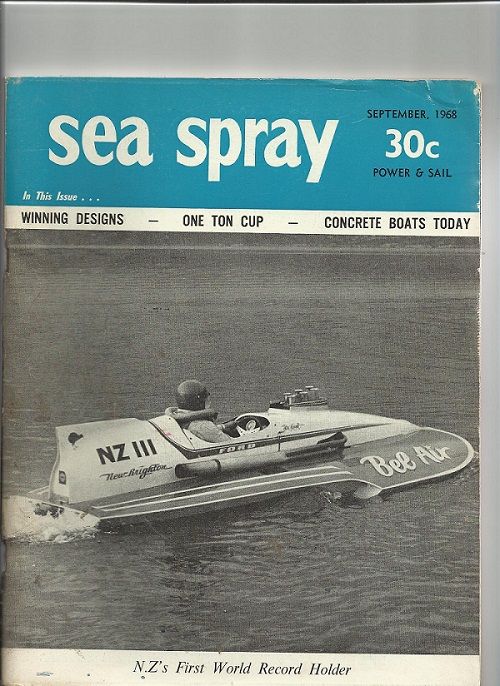 sea spray
SEPTEMBER, 1968
30c
POWER & SAIL
In This Issue . . .
WINNING DESIGNS — ONE TON CUP — CONCRETE BOATS TODAY
NZ 111
New Brighton
FORD
Bel Air
N.Z's First World Record Holder